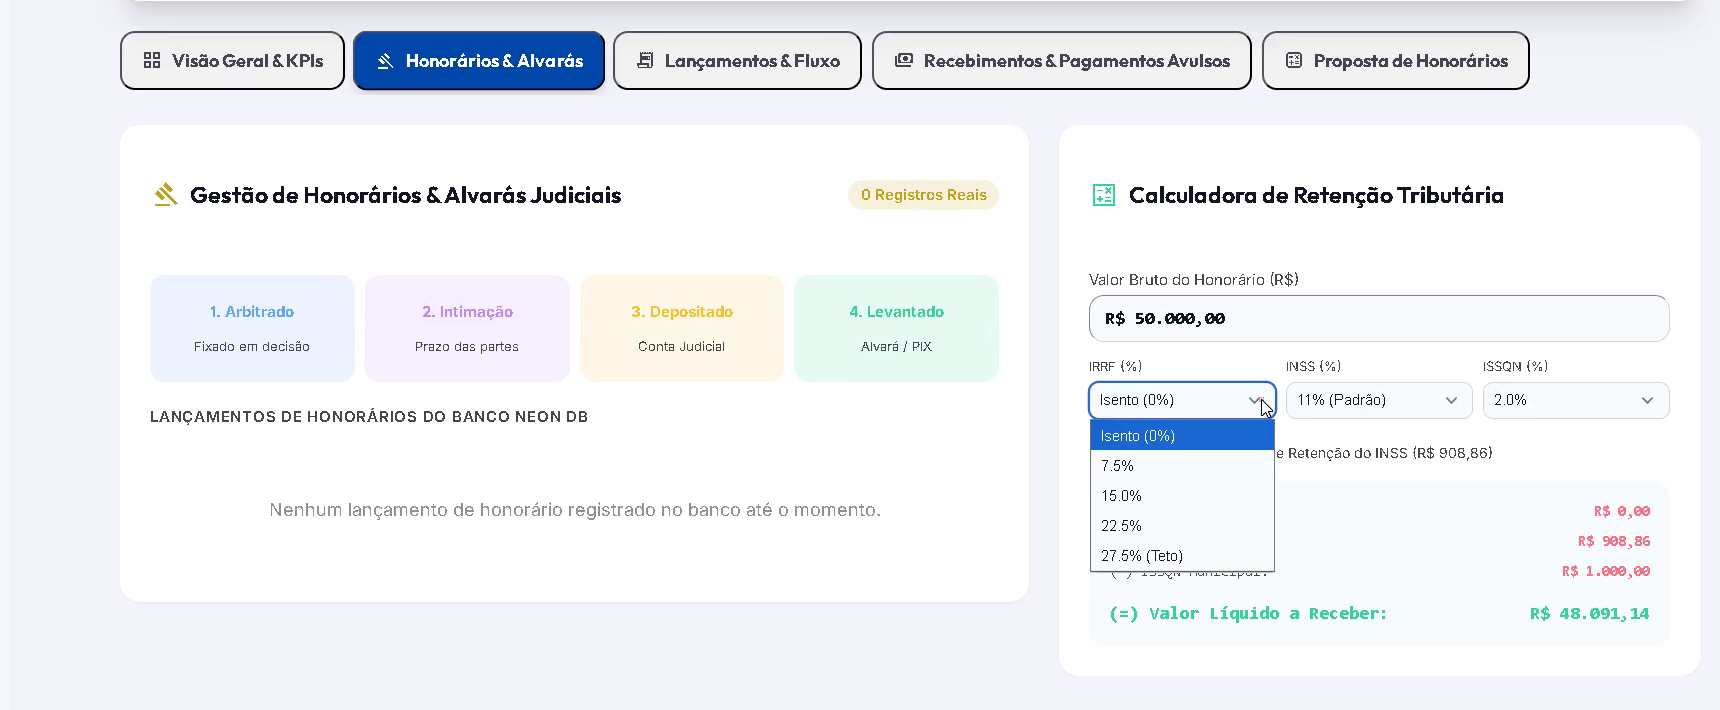 Visão Geral & KPIs
Honorários & Alvarás
Lançamentos & Fluxo
Recebimentos & Pagamentos Avulsos
Proposta de Honorários
Gestão de Honorários & Alvarás Judiciais
0 Registros Reais
1. Arbitrado
Fixado em decisão
2. Intimação
Prazo das partes
3. Depositado
Conta Judicial
4. Levantado
Alvará / PIX
LANÇAMENTOS DE HONORÁRIOS DO BANCO NEON DB
Nenhum lançamento de honorário registrado no banco até o momento.
Calculadora de Retenção Tributária
Valor Bruto do Honorário (R$)
R$ 50.000,00
IRRF (%)
INSS (%)
ISSQN (%)
Isento (0%)
11% (Padrão)
2.0%
Isento (0%)
7.5%
15.0%
22.5%
27.5% (Teto)
e Retenção do INSS (R$ 908,86)
R$ 0,00
R$ 908,86
(-) ISSQN Municipal:
R$ 1.000,00
(=) Valor Líquido a Receber:
R$ 48.091,14